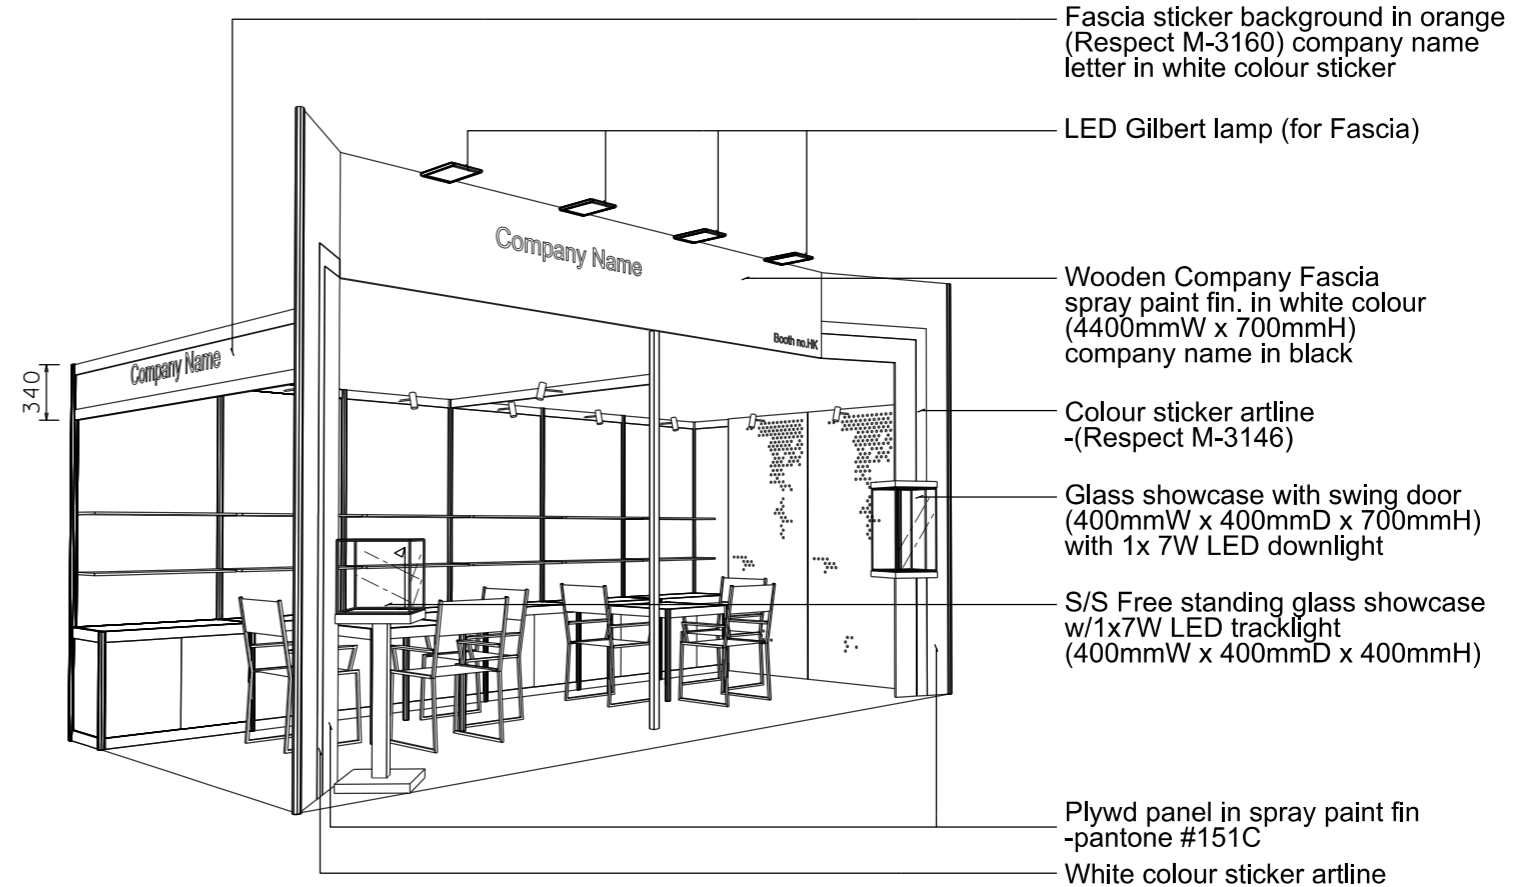 Fascia sticker background in orange
(Respect M-3160) company name
letter in white colour sticker
LED Gilbert lamp (for Fascia)
Company Name
Wooden Company Fascia
spray paint fin. in white colour
(4400mmW x 700mmH)
company name in black
Booth no.HK
Company Name
340
Colour sticker artline
-(Respect M-3146)
Glass showcase with swing door
(400mmW x 400mmD x 700mmH)
with 1x 7W LED downlight
S/S Free standing glass showcase
w/1x7W LED tracklight
(400mmW x 400mmD x 400mmH)
Plywd panel in spray paint fin
-pantone #151C
White colour sticker artline